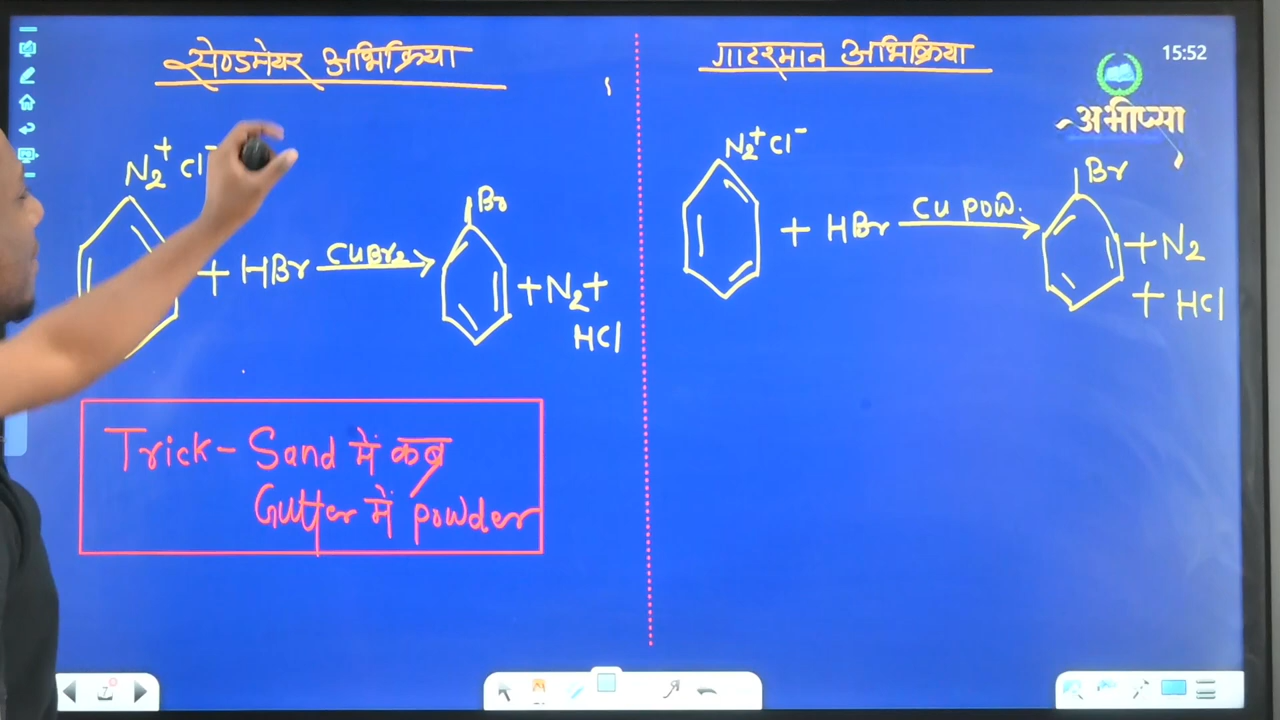 सेण्डमेयर अभिक्रिया
N₂⁺ Cl⁻
+ HBr CuBr₂ → Br + N₂ +
HCl
Trick - Sand में कब्र
Gutter में powder
गाटरमान अभिक्रिया
15:52
अभीप्सा
N₂⁺ Cl⁻
+ HBr Cu pow. → Br + N₂
+ HCl